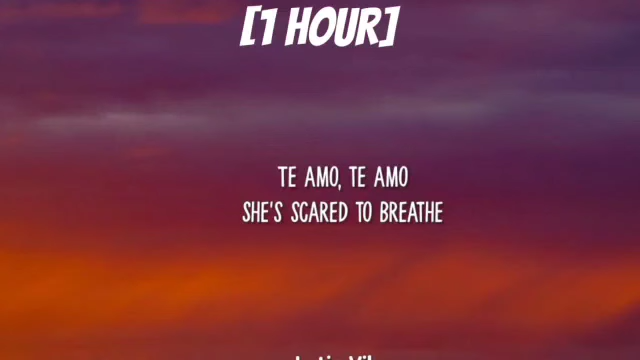 [1 HOUR]
TE AMO, TE AMO
SHE'S SCARED TO BREATHE